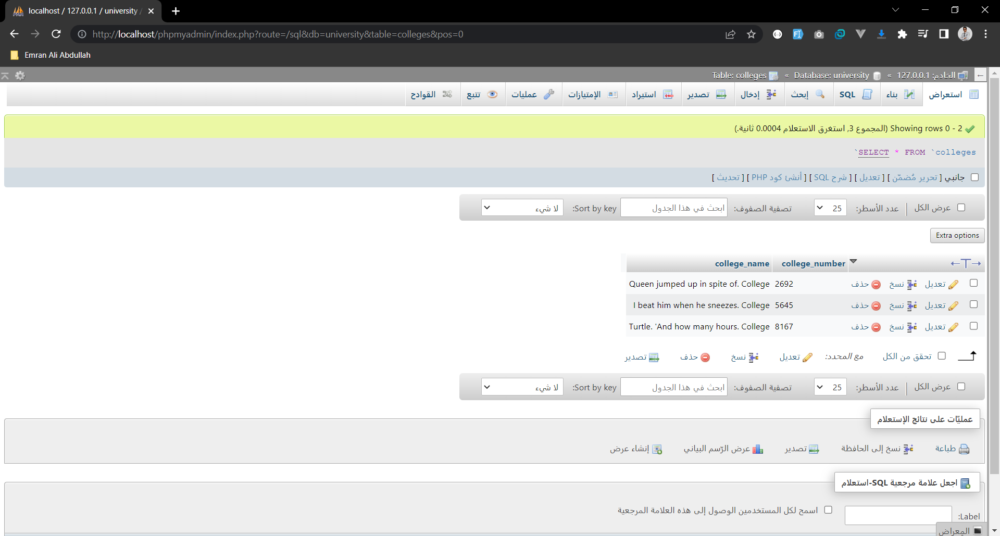 localhost / 127.0.0.1 / university /
http://localhost/phpmyadmin/index.php?route=/sql&db=university&table=colleges&pos=0
Emran Ali Abdullah
الخادم: 127.0.0.1 » Database: university » Table: colleges
استعراض بناء SQL إبحث إدخال تصدير استيراد الإمتيازات عمليات تتبع القوادح
Showing rows 0 - 2 (المجموع 3, استغرق الاستعلام 0.0004 ثانية.)
SELECT * FROM `colleges`
جانبي [ تحرير مُضمّن ] [ تعديل ] [ شرح SQL ] [ أنشئ كود PHP ] [ تحديث ]
عرض الكل | عدد الأسطر: 25 تصفية الصفوف: ابحث في هذا الجدول Sort by key: لا شيء
Extra options
←T→ college_number college_name
تعديل نسخ حذف 2692 Queen jumped up in spite of. College
تعديل نسخ حذف 5645 I beat him when he sneezes. College
تعديل نسخ حذف 8167 Turtle. 'And how many hours. College
تحقق من الكل مع المحدد: تعديل نسخ حذف تصدير
عرض الكل | عدد الأسطر: 25 تصفية الصفوف: ابحث في هذا الجدول Sort by key: لا شيء
عمليّات على نتائج الإستعلام
طباعة نسخ إلى الحافظة تصدير عرض الرّسم البياني إنشاء عرض
اجعل علامة مرجعية SQL-استعلام
Label: اسمح لكل المستخدمين الوصول إلى هذه العلامة المرجعية
المِعراض